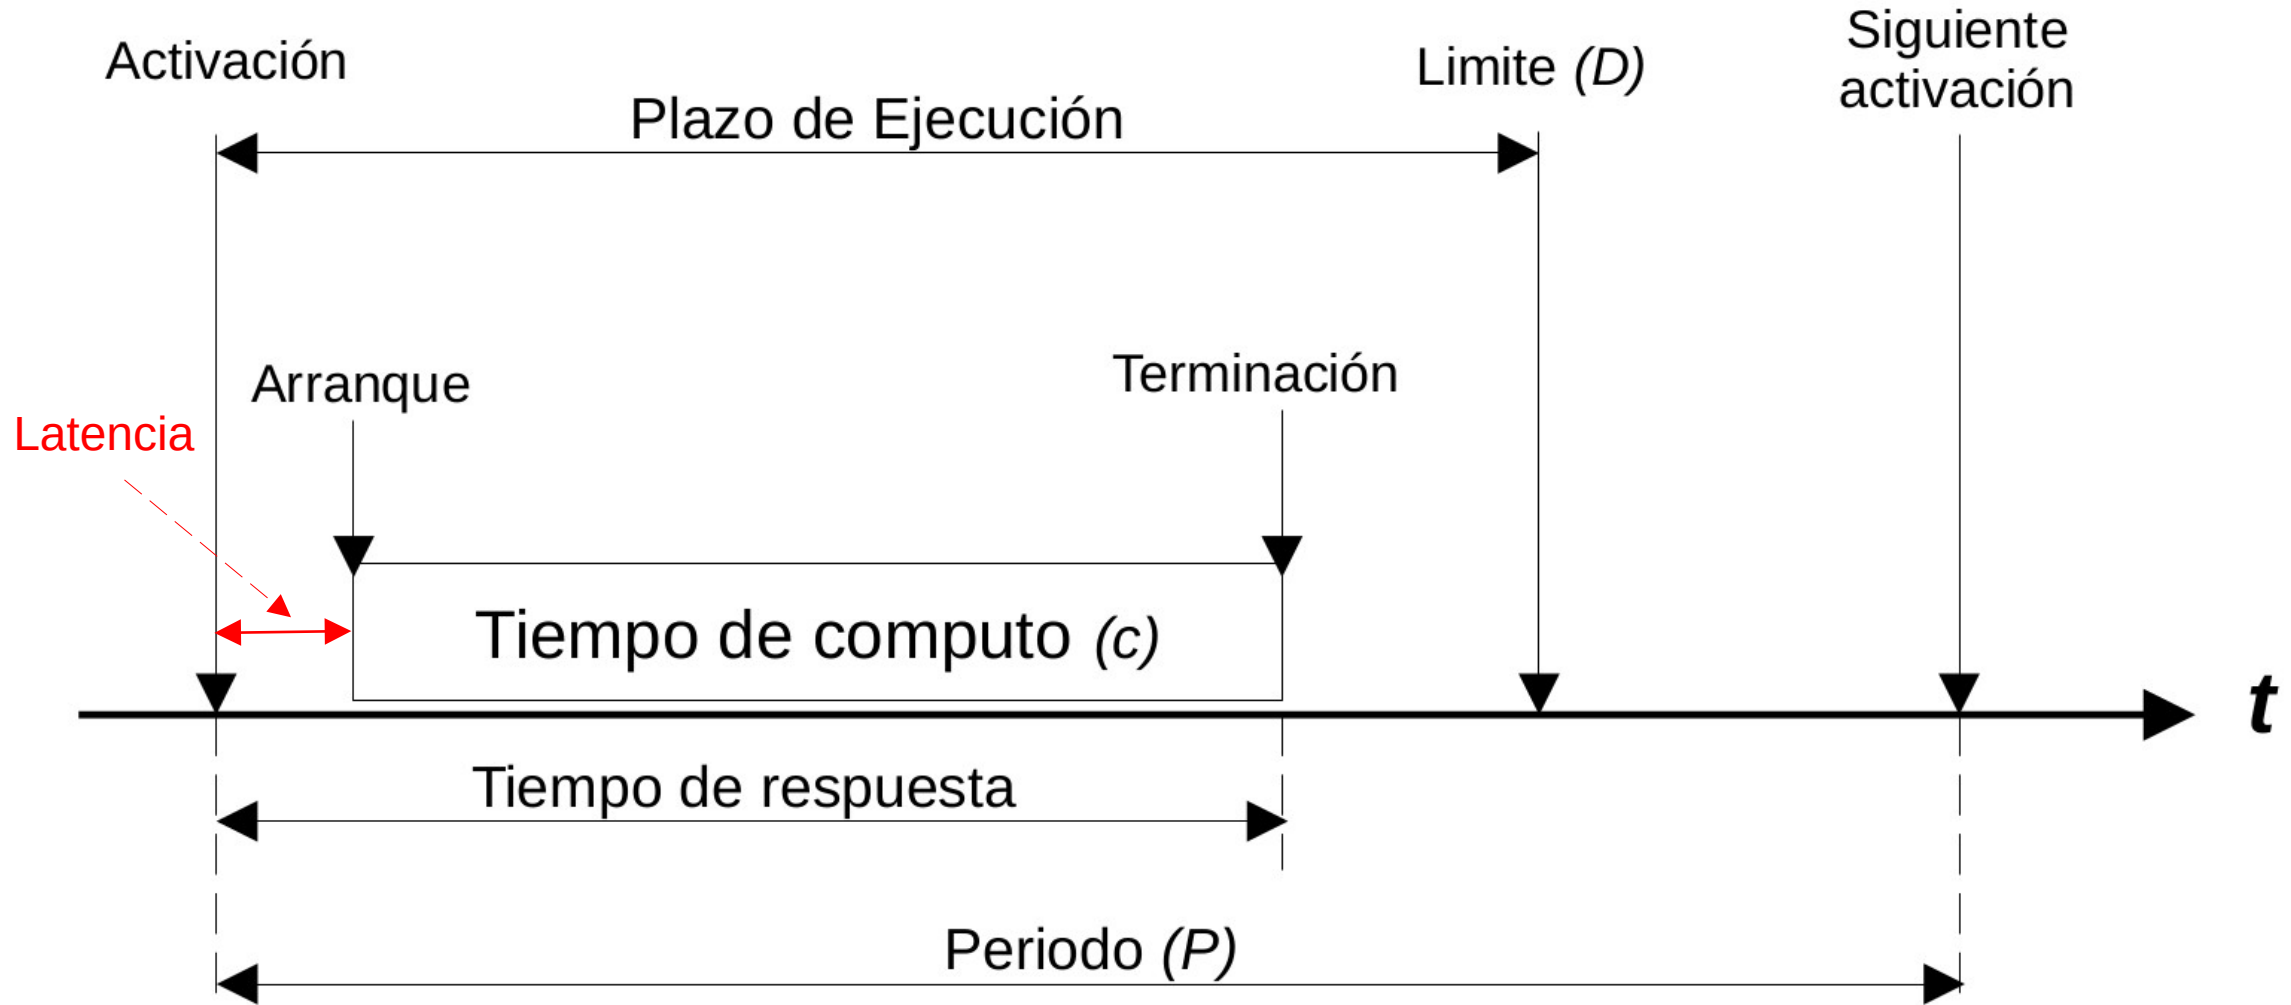 Activación
Plazo de Ejecución
Limite (D)
Siguiente
activación
Arranque
Terminación
Latencia
Tiempo de computo (c)
t
Tiempo de respuesta
Periodo (P)